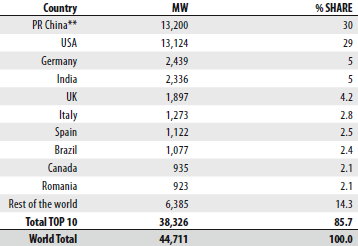 Country MW % SHARE
PR China** 13,200 30
USA 13,124 29
Germany 2,439 5
India 2,336 5
UK 1,897 4.2
Italy 1,273 2.8
Spain 1,122 2.5
Brazil 1,077 2.4
Canada 935 2.1
Romania 923 2.1
Rest of the world 6,385 14.3
Total TOP 10 38,326 85.7
World Total 44,711 100.0